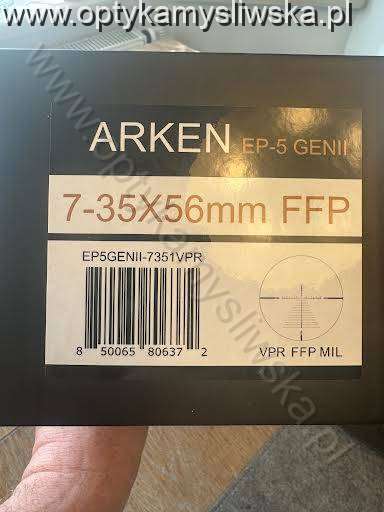 www.optykamysliwska.pl
ARKEN EP-5 GENII
7-35X56mm FFP
EP5GENII-7351VPR
8 50065 80637 2
VPR FFP MIL
www.optykamysliwska.pl